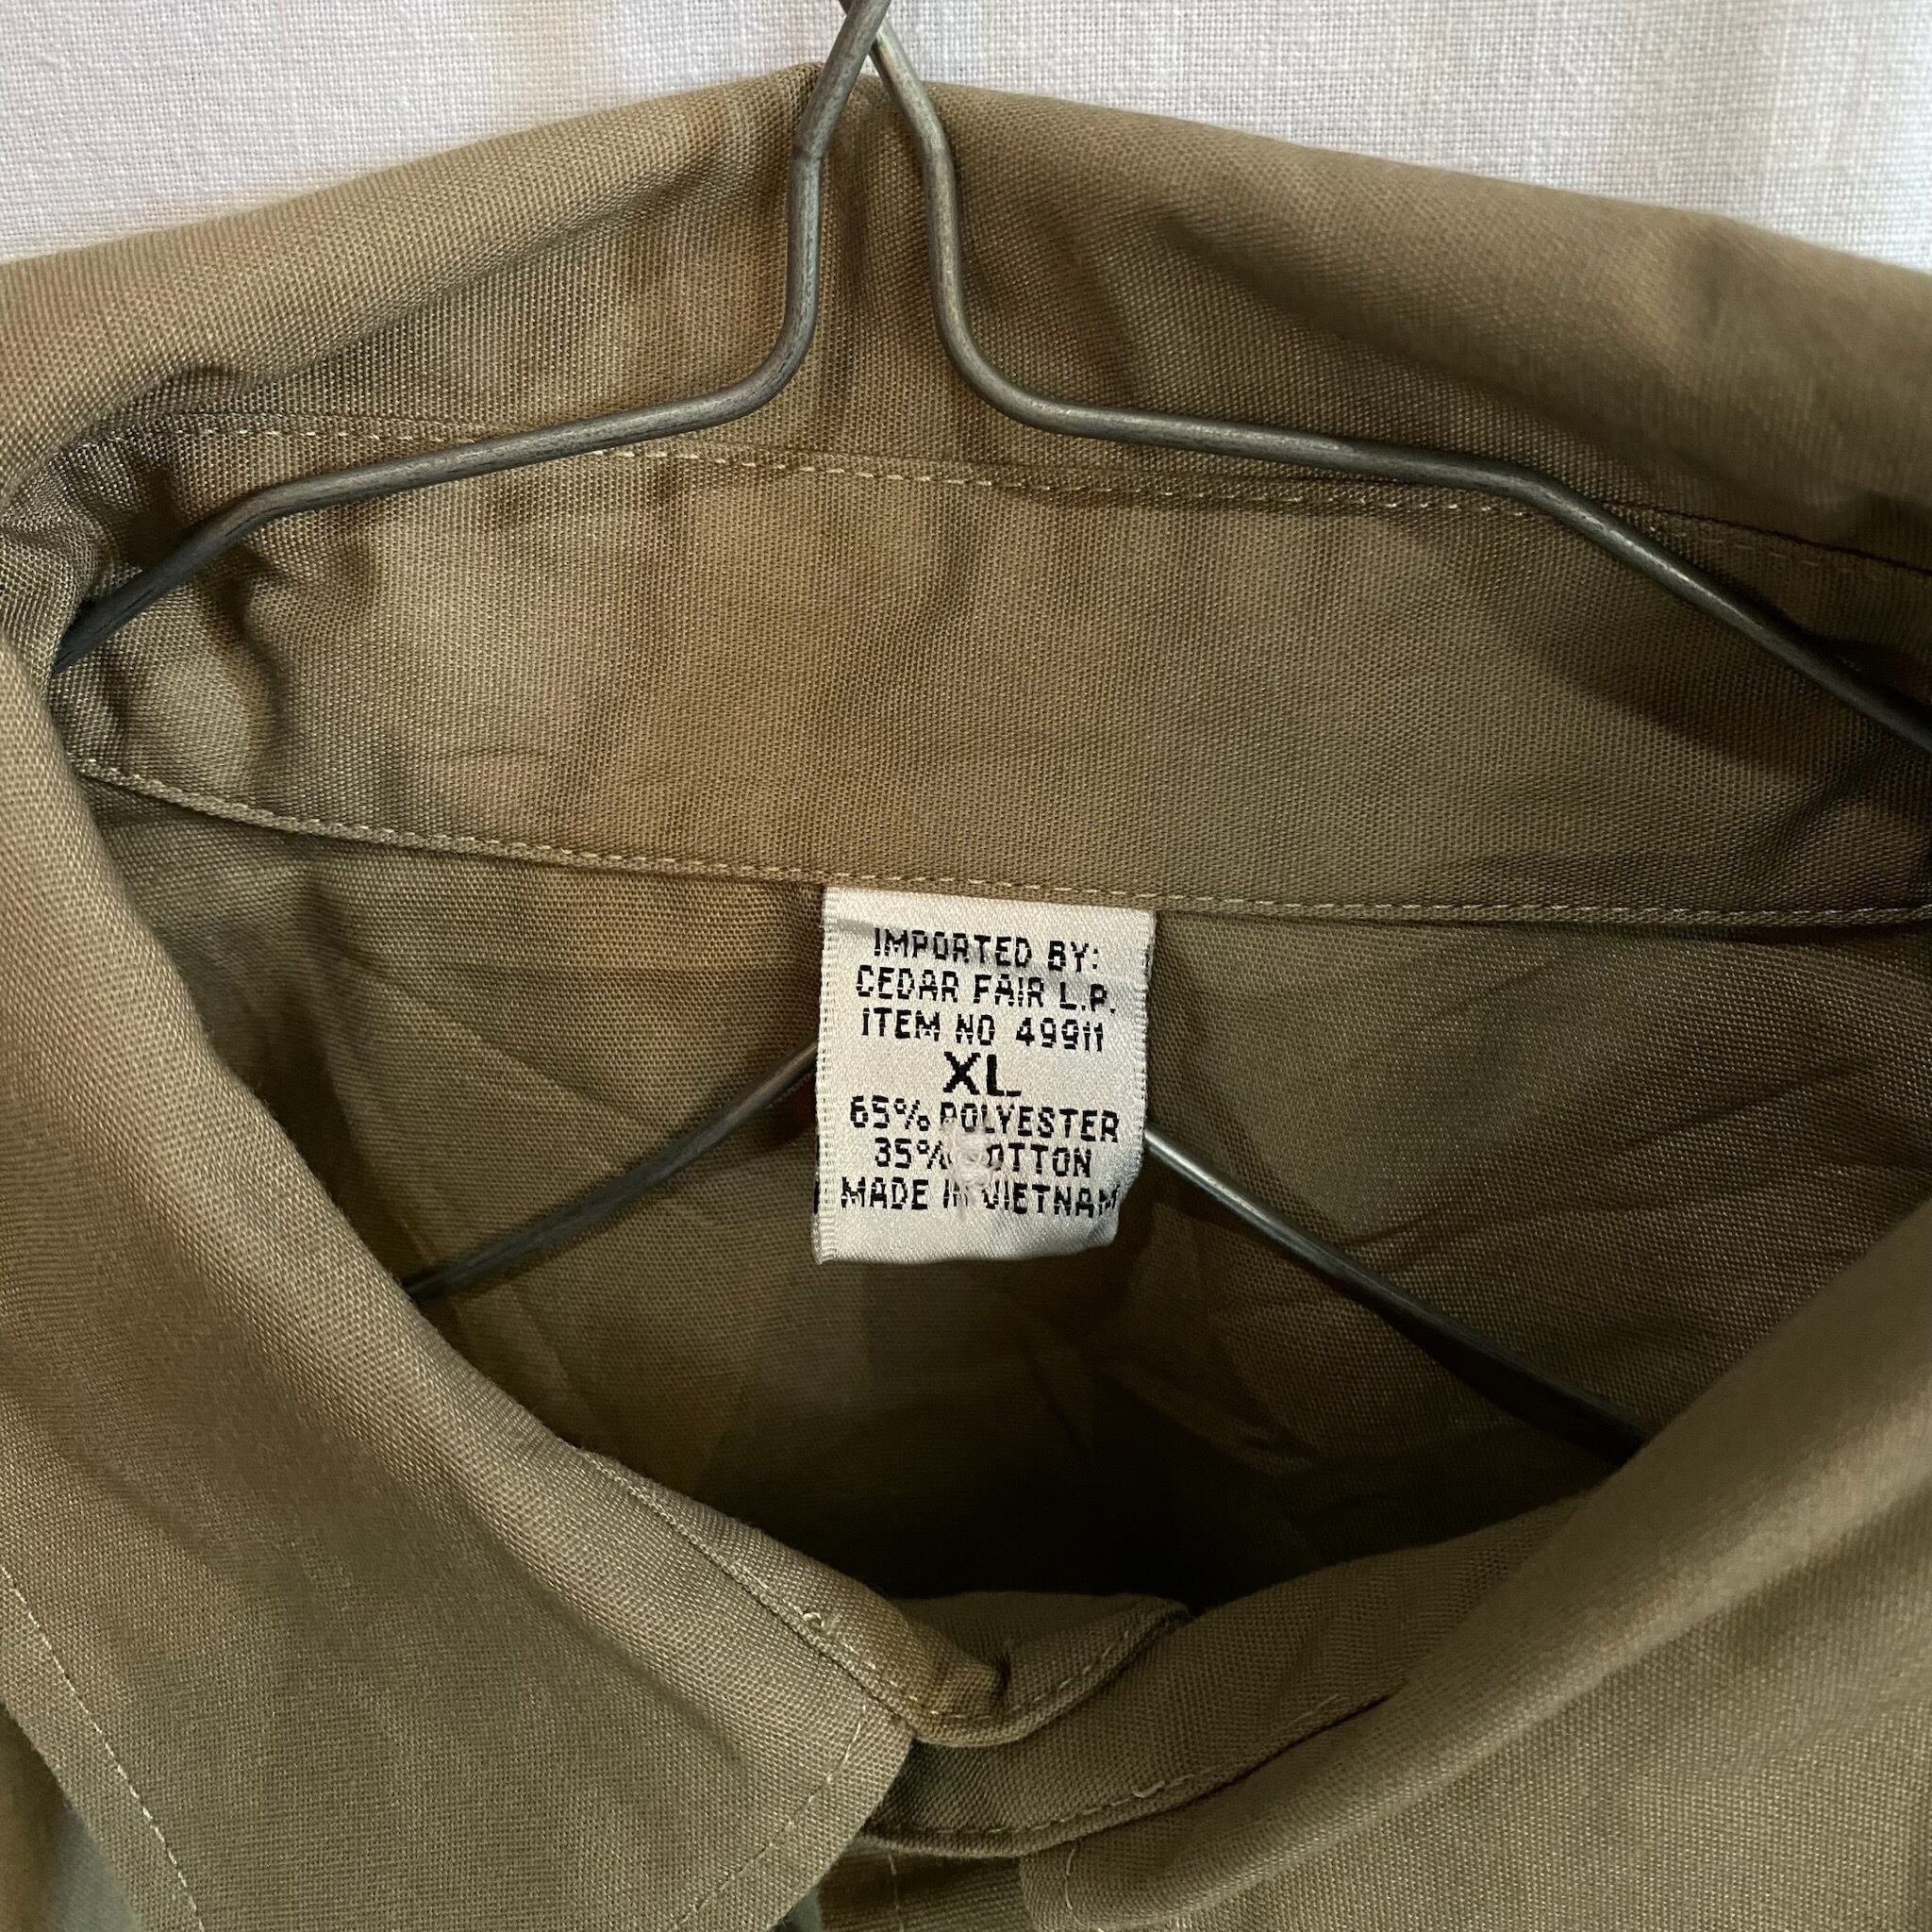 IMPORTED BY:
CEDAR FAIR L.P.
ITEM NO 49911
XL
65% POLYESTER
35% COTTON
MADE IN VIETNAM